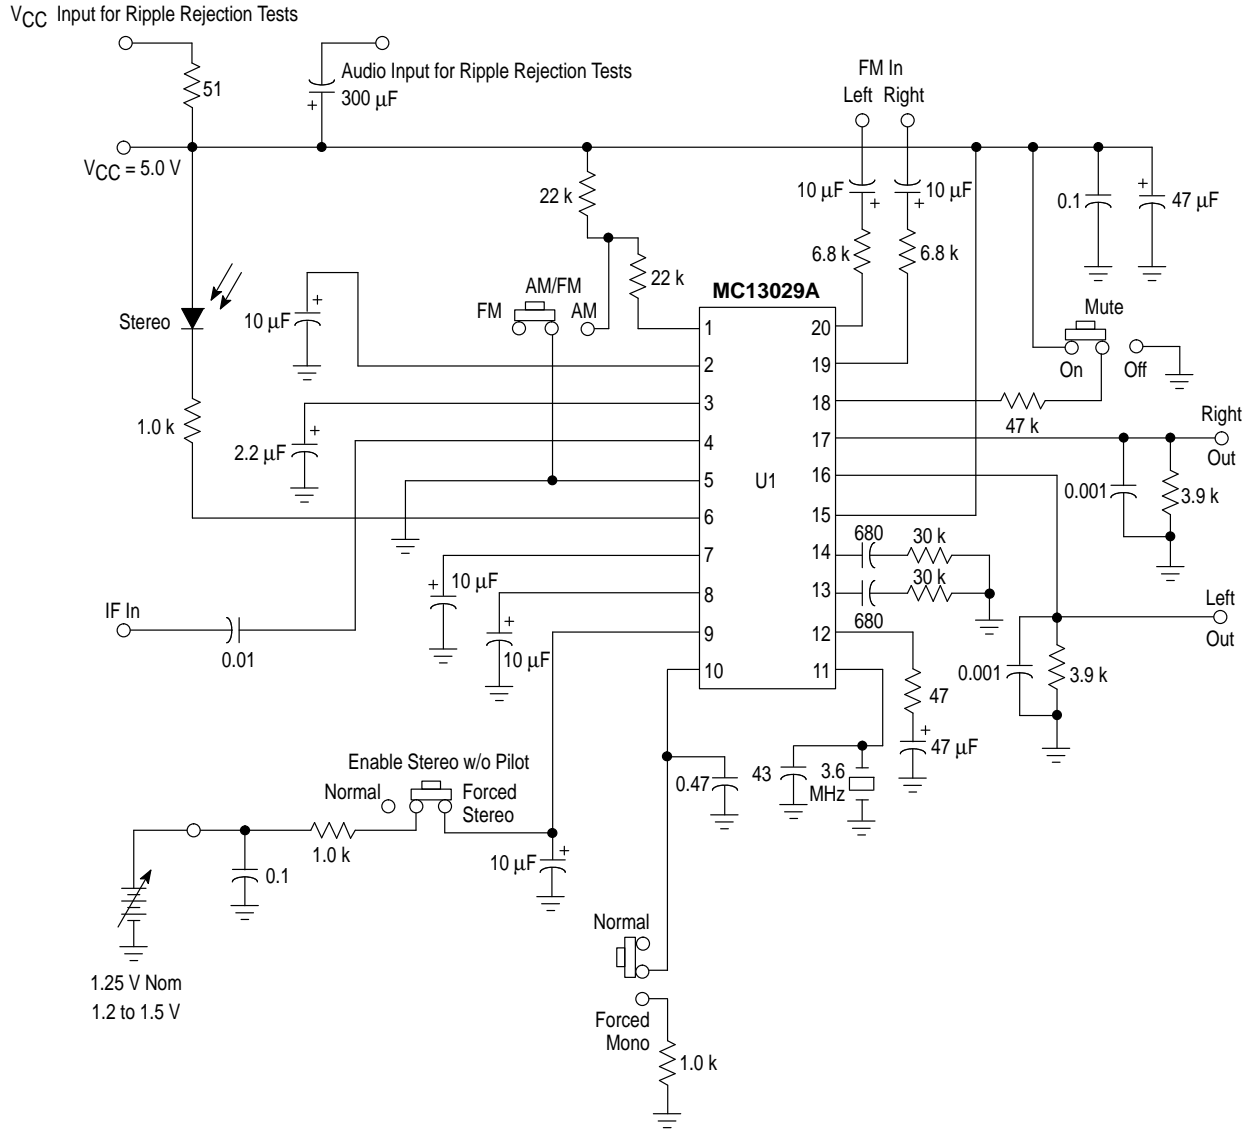 VCC Input for Ripple Rejection Tests
51
Audio Input for Ripple Rejection Tests
300 µF
+
VCC = 5.0 V
FM In
Left Right
10 µF
+
10 µF
+
6.8 k
6.8 k
22 k
22 k
0.1
+
47 µF
Stereo
+
10 µF
AM/FM
FM
AM
MC13029A
Mute
On
Off
1.0 k
+
2.2 µF
47 k
Right
Out
0.001
3.9 k
1
2
3
4
5
6
7
8
9
10
U1
20
19
18
17
16
15
14
13
12
11
680
30 k
30 k
680
+
10 µF
+
10 µF
IF In
0.01
Left
Out
0.001
3.9 k
47
+
47 µF
0.47
43
3.6
MHz
Enable Stereo w/o Pilot
Normal
Forced
Stereo
1.0 k
0.1
10 µF
+
1.25 V Nom
1.2 to 1.5 V
Normal
Forced
Mono
1.0 k